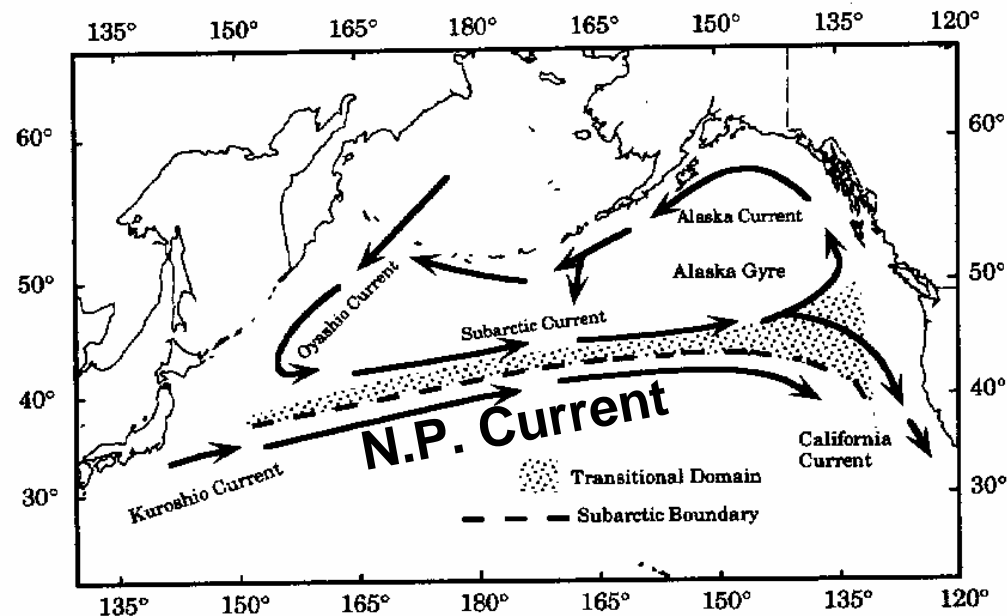 135° 150° 165° 180° 165° 150° 135° 120°
60° 60°
Alaska Current
50° Alaska Gyre 50°
Oyashio Current
Subarctic Current
40° 40°
N.P. Current
California
Current
Kuroshio Current
30° 30°
Transitional Domain
Subarctic Boundary
135° 150° 165° 180° 165° 150° 135° 120°